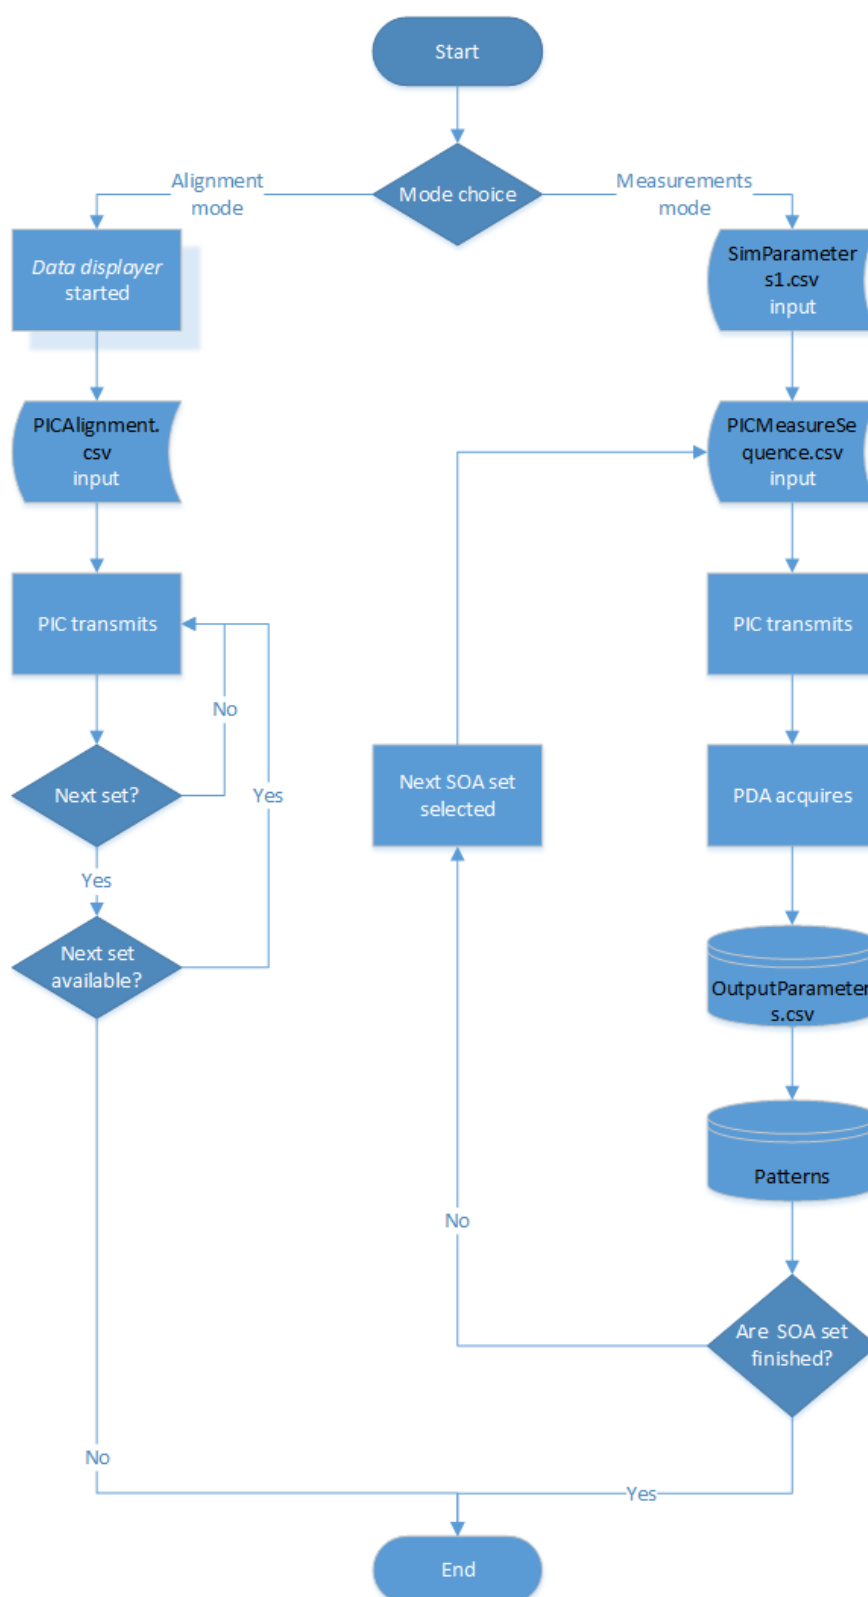 Start
Mode choice
Alignment
mode
Measurements
mode
Data displayer
started
SimParameter
s1.csv
input
PICAlignment.
csv
input
PICMeasureSe
quence.csv
input
PIC transmits
PIC transmits
No
Next set?
Yes
Next SOA set
selected
PDA acquires
Yes
Next set
available?
OutputParameter
s.csv
Patterns
No
Are SOA set
finished?
No
Yes
End